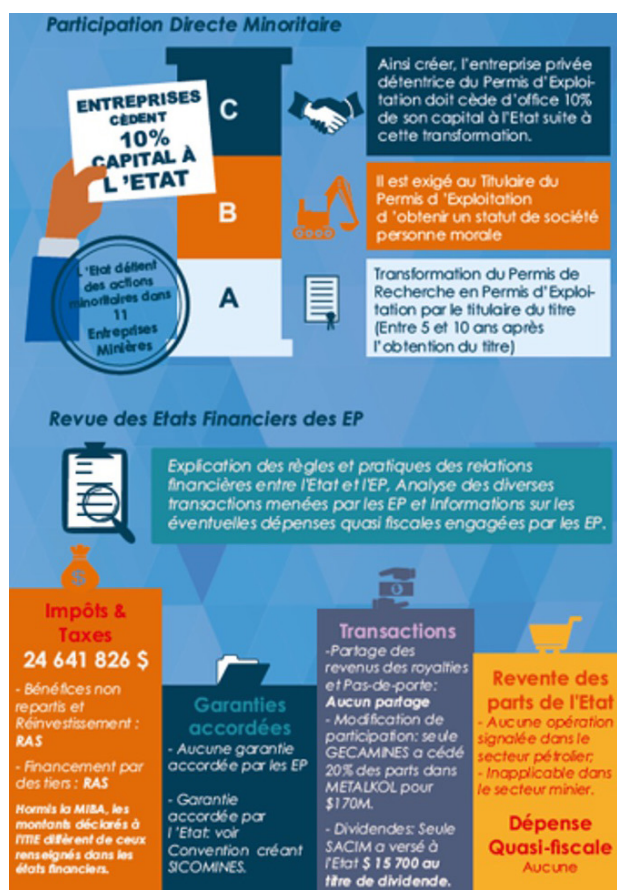 Participation Directe Minoritaire
ENTREPRISES
CÈDENT
10%
CAPITAL À
L 'ETAT
C
Ainsi créer, l'entreprise privée
détentrice du Permis d'Exploi-
tation doit cède d'office 10%
de son capital à l'Etat suite à
cette transformation.
B
Il est exigé au Titulaire du
Permis d 'Exploitation
d 'obtenir un statut de société
personne morale
L 'Etat détient
des actions
minoritaires dans
11
Entreprises
Minières
A
Transformation du Permis de
Recherche en Permis d'Exploi-
tation par le titulaire du titre
(Entre 5 et 10 ans après
l'obtention du titre)
Revue des Etats Financiers des EP
Explication des règles et pratiques des relations
financières entre l'Etat et l'EP, Analyse des diverses
transactions menées par les EP et Informations sur les
éventuelles dépenses quasi fiscales engagées par les EP.
$
Impôts &
Taxes
24 641 826 $
- Bénéfices non
repartis et
Réinvestissement :
RAS
- Financement par
des tiers : RAS
Hormis la MIBA, les
montants déclarés à
l'ITIE diffèrent de ceux
renseignés dans les
états financiers.
Garanties
accordées
- Aucune garantie
accordée par les EP
- Garantie
accordée par
l 'Etat: voir
Convention créant
SICOMINES.
Transactions
-Partage des
revenus des royalties
et Pas-de-porte:
Aucun partage
- Modification de
participation: seule
GECAMINES a cédé
20% des parts dans
METALKOL pour
$170M.
- Dividendes: Seule
SACIM a versé à
l'Etat $ 15 700 au
titre de dividende.
Revente des
parts de l'Etat
- Aucune opération
signalée dans le
secteur pétrolier;
- Inapplicable dans
le secteur minier.
Dépense
Quasi-fiscale
Aucune